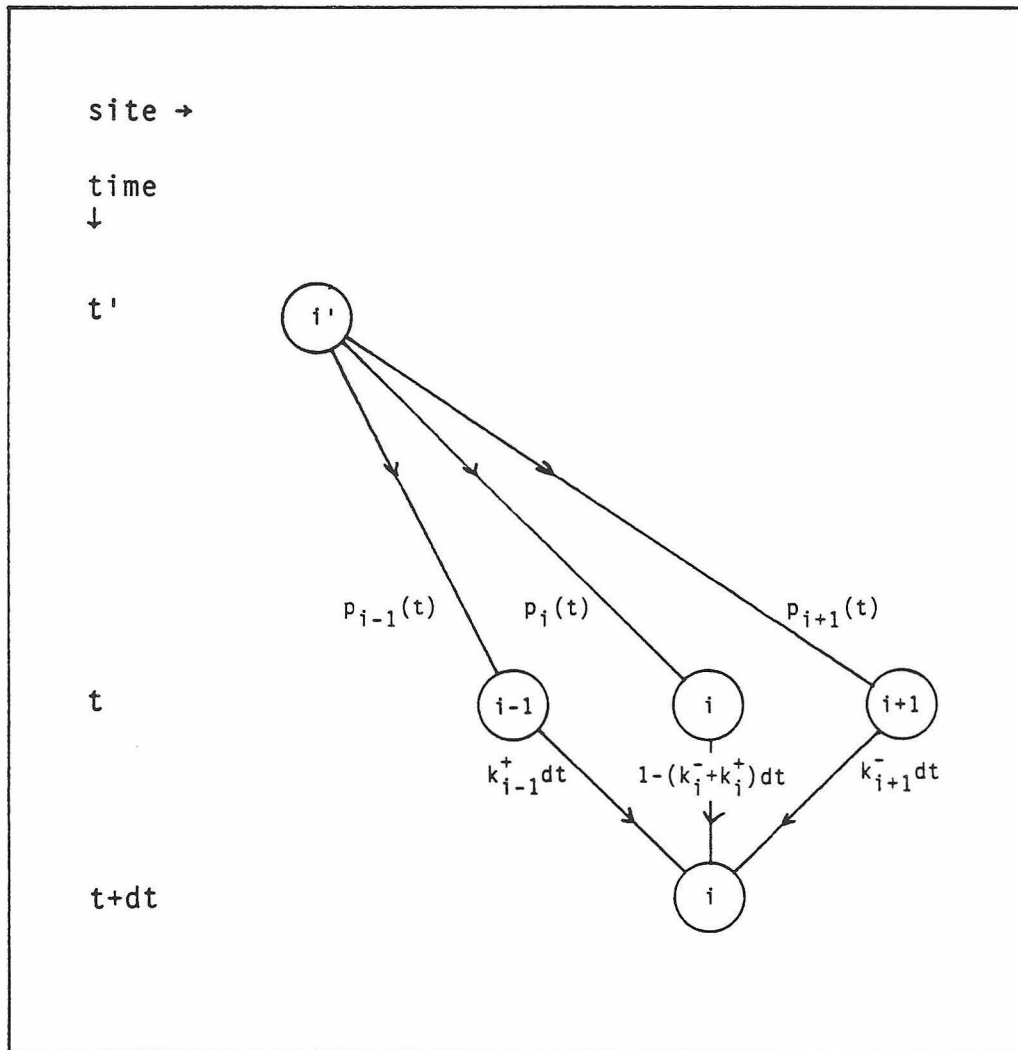 site →
time
↓
t'
i'
p_{i-1}(t)
p_i(t)
p_{i+1}(t)
t
i-1
i
i+1
k^+_{i-1}dt
1-(k^-_i+k^+_i)dt
k^-_{i+1}dt
t+dt
i